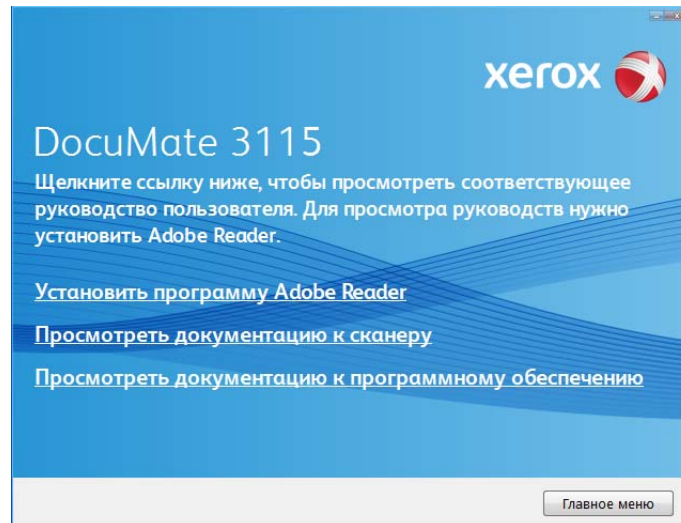 xerox
DocuMate 3115
Щелкните ссылку ниже, чтобы просмотреть соответствующее
руководство пользователя. Для просмотра руководств нужно
установить Adobe Reader.
Установить программу Adobe Reader
Просмотреть документацию к сканеру
Просмотреть документацию к программному обеспечению
Главное меню